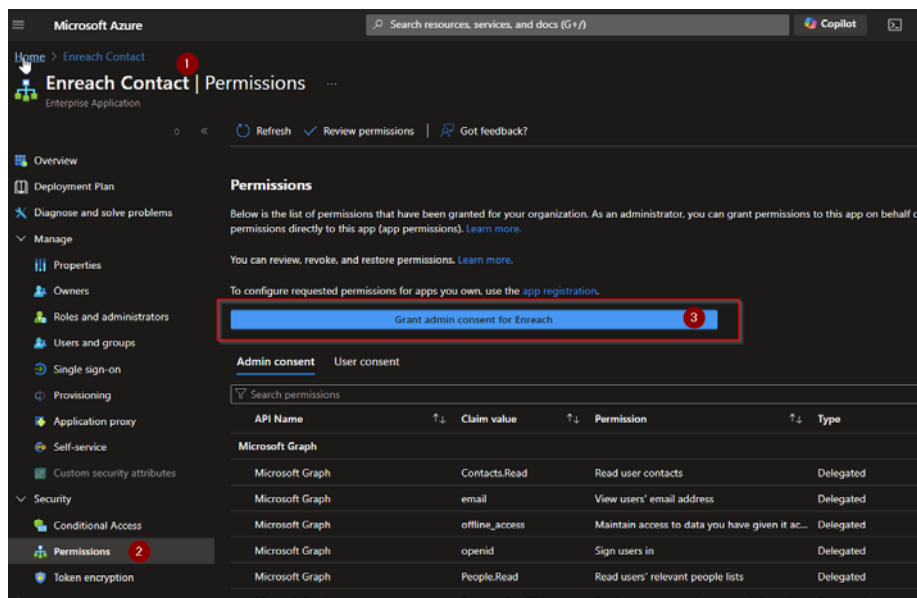 Microsoft Azure
Search resources, services, and docs (G+/)
Copilot
Home > Enreach Contact
1
Enreach Contact | Permissions ...
Enterprise Application
Refresh
Review permissions
Got feedback?
Overview
Deployment Plan
Diagnose and solve problems
Manage
Properties
Owners
Roles and administrators
Users and groups
Single sign-on
Provisioning
Application proxy
Self-service
Custom security attributes
Security
Conditional Access
Permissions 2
Token encryption
Permissions
Below is the list of permissions that have been granted for your organization. As an administrator, you can grant permissions to this app on behalf
permissions directly to this app (app permissions). Learn more.
You can review, revoke, and restore permissions. Learn more.
To configure requested permissions for apps you own, use the app registration.
Grant admin consent for Enreach 3
Admin consent User consent
Search permissions
API Name Claim value Permission Type
Microsoft Graph
Microsoft Graph Contacts.Read Read user contacts Delegated
Microsoft Graph email View users' email address Delegated
Microsoft Graph offline_access Maintain access to data you have given it ac... Delegated
Microsoft Graph openid Sign users in Delegated
Microsoft Graph People.Read Read users' relevant people lists Delegated